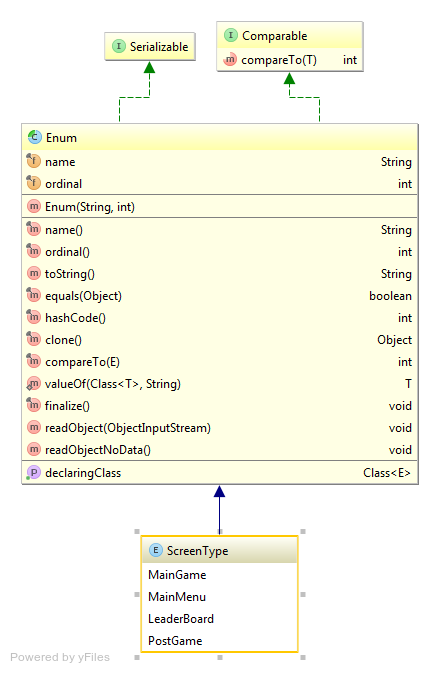 I Serializable
I Comparable
m compareTo(T) int
C Enum
f name String
f ordinal int
m Enum(String, int)
m name() String
m ordinal() int
m toString() String
m equals(Object) boolean
m hashCode() int
m clone() Object
m compareTo(E) int
m valueOf(Class<T>, String) T
m finalize() void
m readObject(ObjectInputStream) void
m readObjectNoData() void
P declaringClass Class<E>
E ScreenType
MainGame
MainMenu
LeaderBoard
PostGame
Powered by yFiles